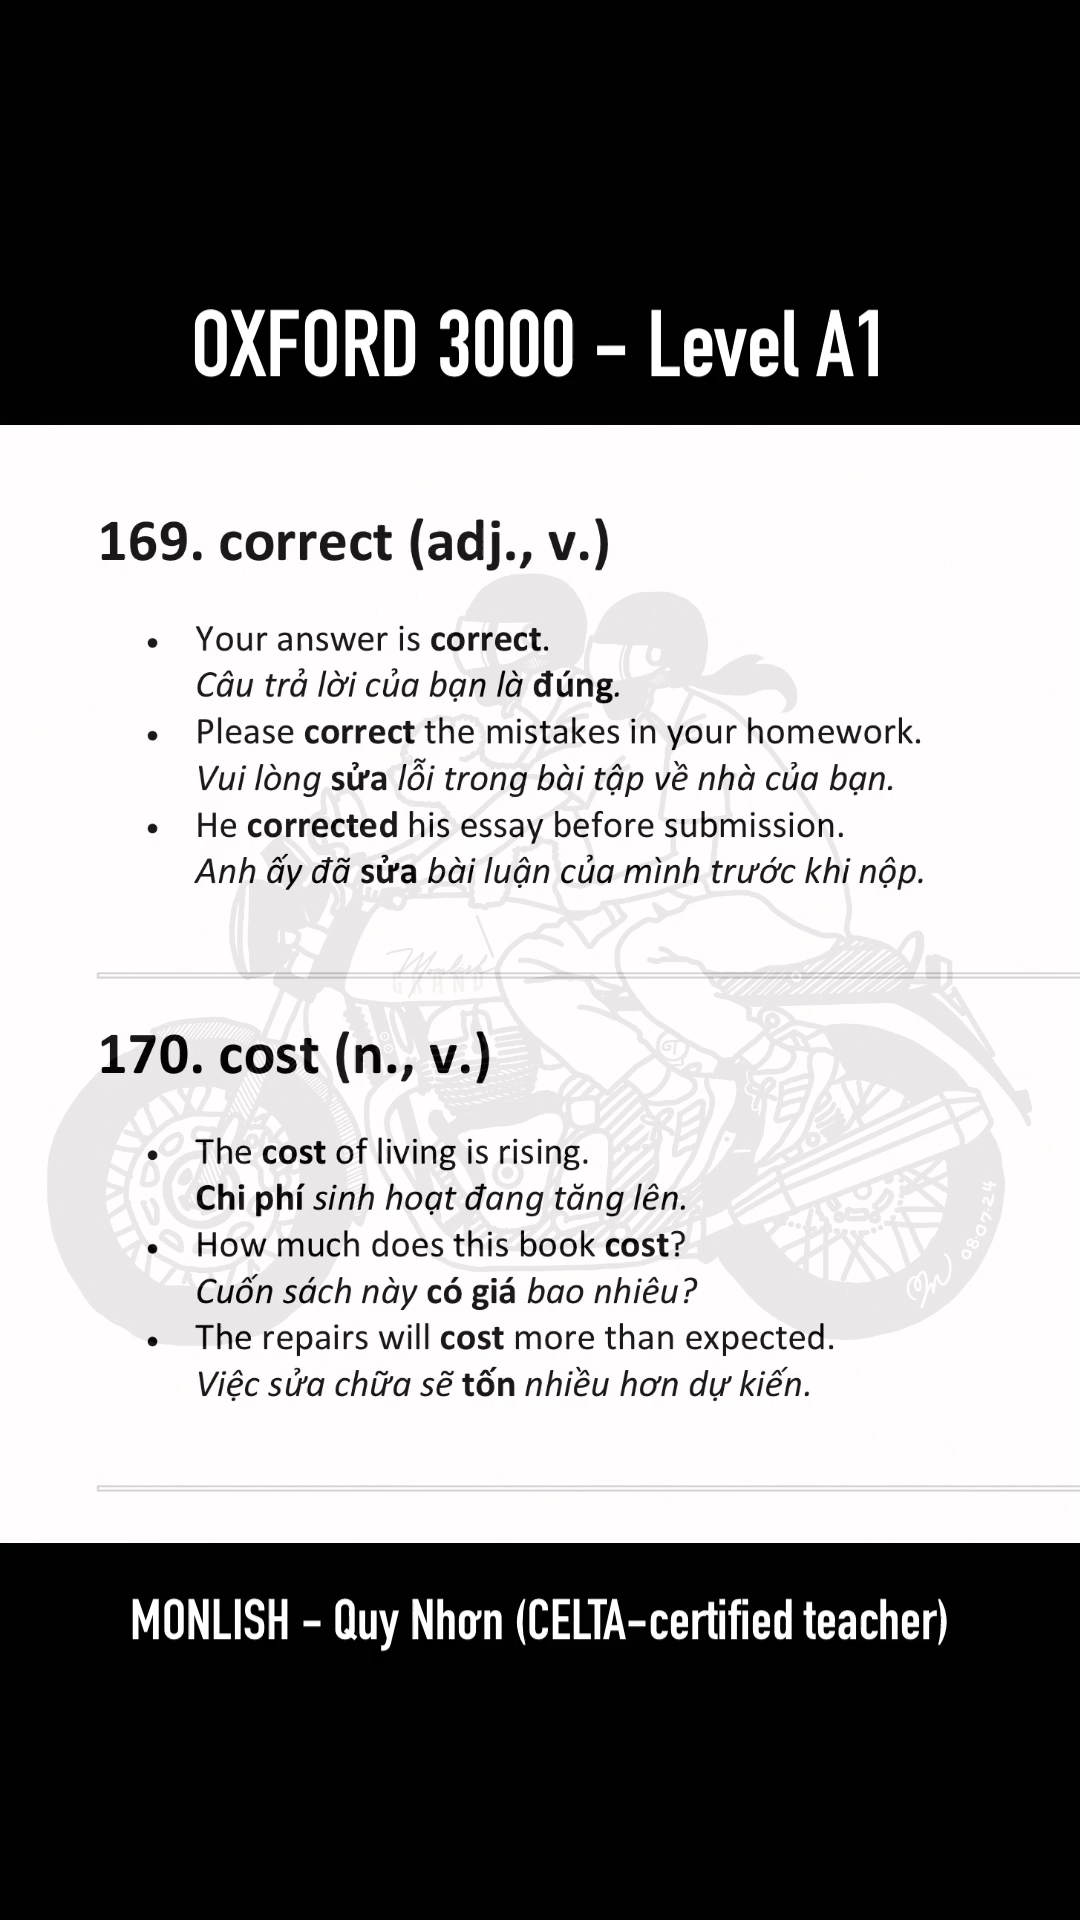 OXFORD 3000 - Level A1
169. correct (adj., v.)
• Your answer is correct.
Câu trả lời của bạn là đúng.
• Please correct the mistakes in your homework.
Vui lòng sửa lỗi trong bài tập về nhà của bạn.
• He corrected his essay before submission.
Anh ấy đã sửa bài luận của mình trước khi nộp.
Monlish
GRAND
170. cost (n., v.)
GT
• The cost of living is rising.
Chi phí sinh hoạt đang tăng lên.
• How much does this book cost?
Cuốn sách này có giá bao nhiêu?
• The repairs will cost more than expected.
Việc sửa chữa sẽ tốn nhiều hơn dự kiến.
080724
MONLISH - Quy Nhơn (CELTA-certified teacher)